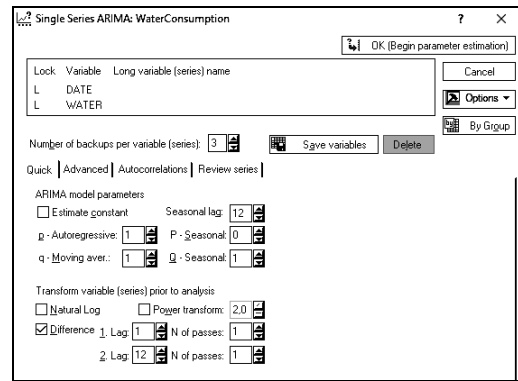 Single Series ARIMA: WaterConsumption ? ×
OK (Begin parameter estimation)
Lock Variable Long variable (series) name
L DATE
L WATER
Cancel
Options
By Group
Number of backups per variable (series): 3 Save variables Delete
Quick Advanced Autocorrelations Review series
ARIMA model parameters
Estimate constant Seasonal lag: 12
p - Autoregressive: 1 P - Seasonal: 0
q - Moving aver.: 1 Q - Seasonal: 1
Transform variable (series) prior to analysis
Natural Log Power transform: 2,0
Difference 1. Lag: 1 N of passes: 1
2. Lag: 12 N of passes: 1